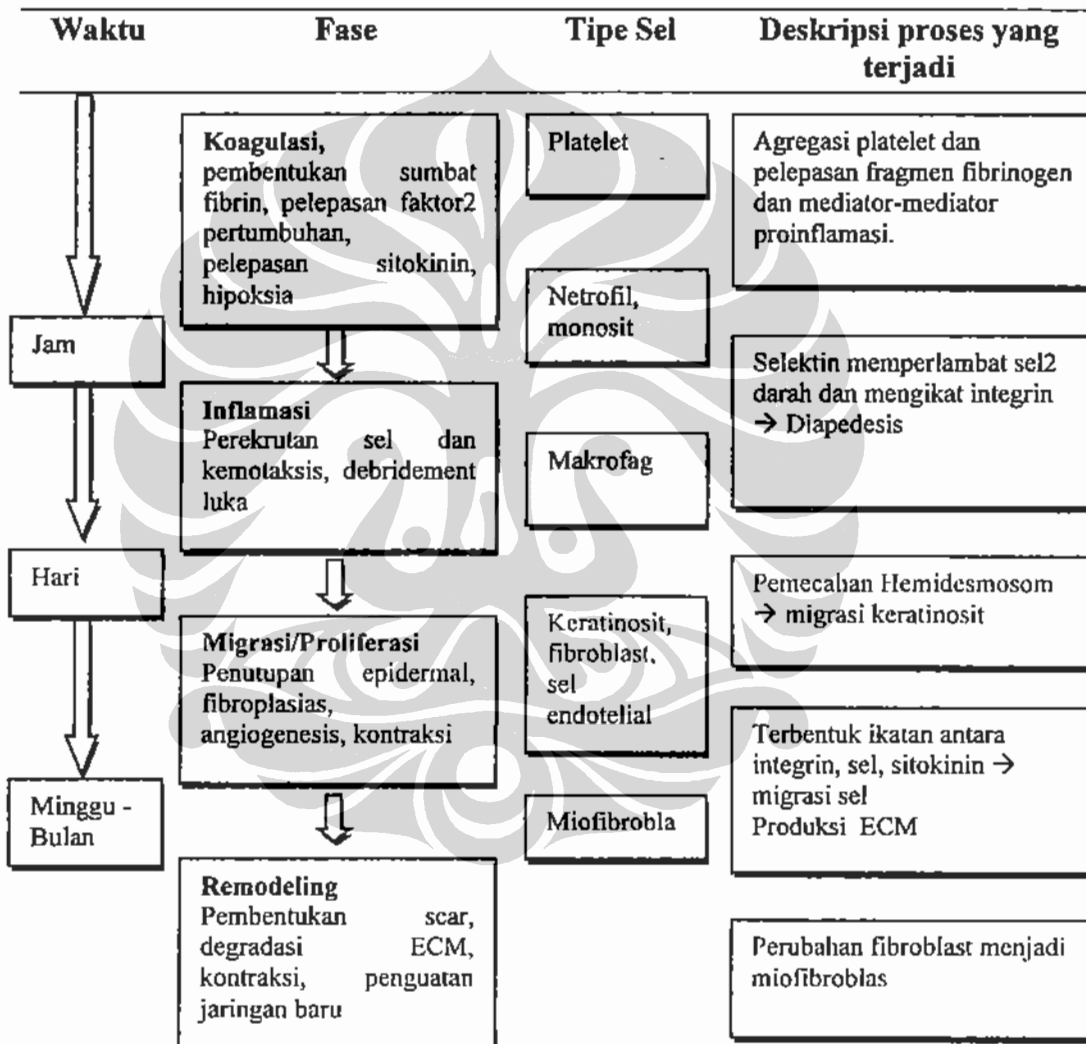 Waktu
Fase
Tipe Sel
Deskripsi proses yang
terjadi
Koagulasi,
pembentukan sumbat
fibrin, pelepasan faktor2
pertumbuhan,
pelepasan sitokinin,
hipoksia
Inflamasi
Perekrutan sel dan
kemotaksis, debridement
luka
Migrasi/Proliferasi
Penutupan epidermal,
fibroplasias,
angiogenesis, kontraksi
Remodeling
Pembentukan scar,
degradasi ECM,
kontraksi, penguatan
jaringan baru
Jam
Hari
Minggu -
Bulan
Platelet
Netrofil,
monosit
Makrofag
Keratinosit,
fibroblast,
sel
endotelial
Miofibrobla
Agregasi platelet dan
pelepasan fragmen fibrinogen
dan mediator-mediator
proinflamasi.
Selektin memperlambat sel2
darah dan mengikat integrin
→ Diapedesis
Pemecahan Hemidesmosom
→ migrasi keratinosit
Terbentuk ikatan antara
integrin, sel, sitokinin →
migrasi sel
Produksi ECM
Perubahan fibroblast menjadi
miofibroblas